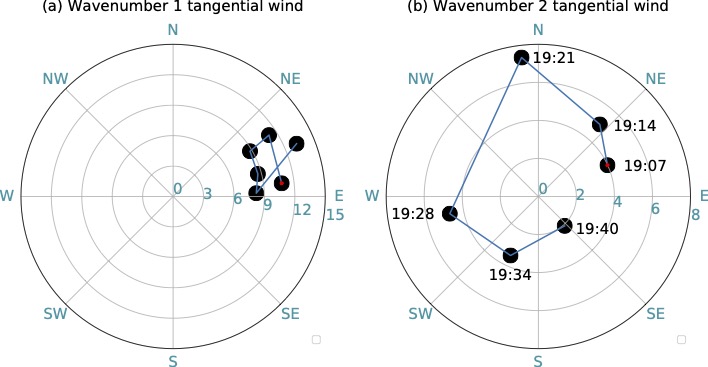 (a) Wavenumber 1 tangential wind
N
NW
NE
W
E
0
3
6
9
12
15
SW
SE
S
(b) Wavenumber 2 tangential wind
N
19:21
NW
NE
19:14
19:07
W
E
0
2
4
6
8
19:28
19:40
19:34
SW
SE
S